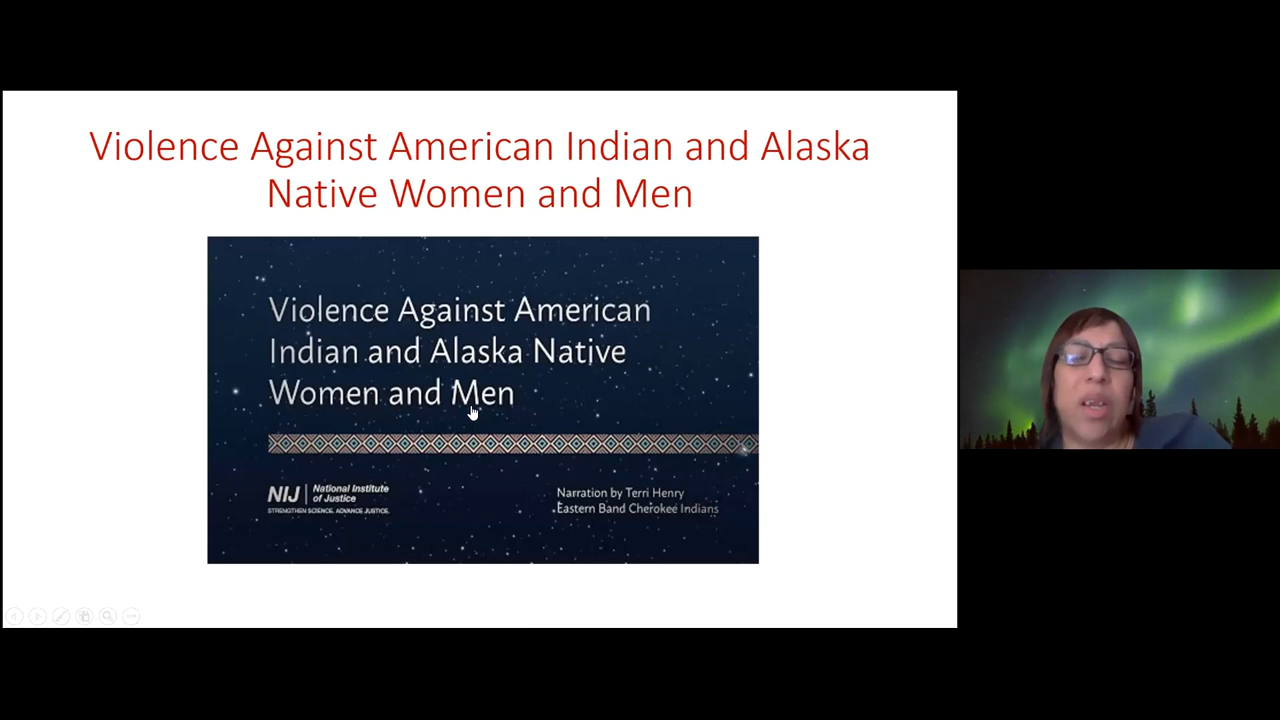 Violence Against American Indian and Alaska
Native Women and Men
Violence Against American
Indian and Alaska Native
Women and Men
NIJ
National Institute
of Justice
STRENGTHEN SCIENCE. ADVANCE JUSTICE.
Narration by Terri Henry
Eastern Band Cherokee Indians